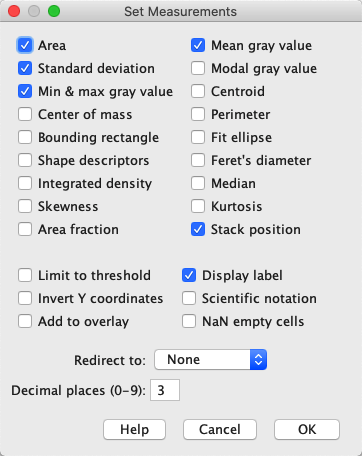 Set Measurements
Area Mean gray value
Standard deviation Modal gray value
Min & max gray value Centroid
Center of mass Perimeter
Bounding rectangle Fit ellipse
Shape descriptors Feret's diameter
Integrated density Median
Skewness Kurtosis
Area fraction Stack position
Limit to threshold Display label
Invert Y coordinates Scientific notation
Add to overlay NaN empty cells
Redirect to: None
Decimal places (0-9): 3
Help Cancel OK